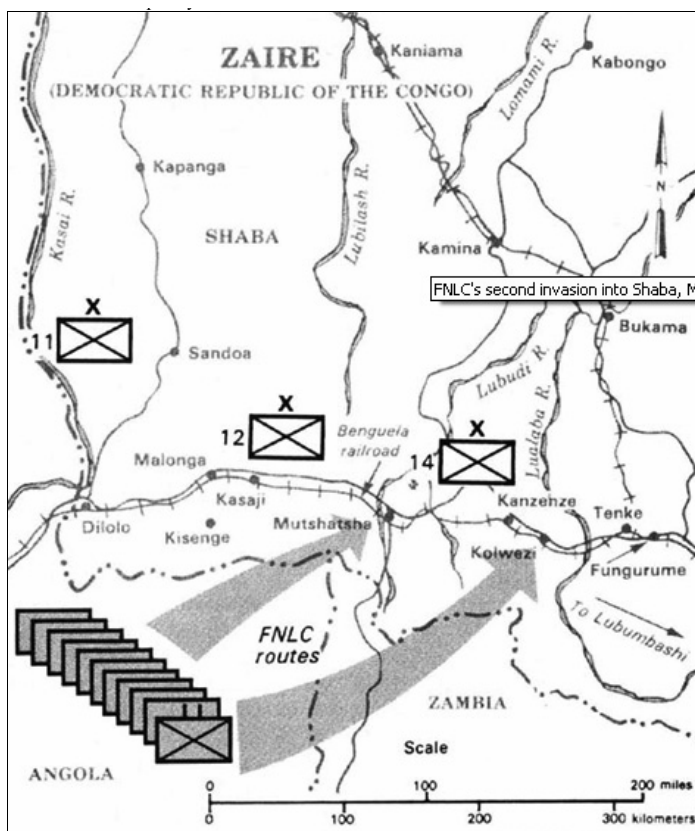 ZAIRE
(DEMOCRATIC REPUBLIC OF THE CONGO)
Kaniama
Kabongo
Lomami R.
N
Kapanga
Kasai R.
SHABA
Lubilash R.
Kamina
FNLC's second invasion into Shaba, M
Bukama
X
11
Sandoa
Lubudi R.
Lualaba R.
X
12
X
14
Benguela
railroad
Malonga
Kasaji
Dilolo
Kisenge
Mutshatsha
Kanzehze
Tenke
Kolwezi
Fungurume
To Lubumbashi
FNLC
routes
ZAMBIA
ANGOLA
Scale
0 100 200 miles
0 100 200 300 kilometers